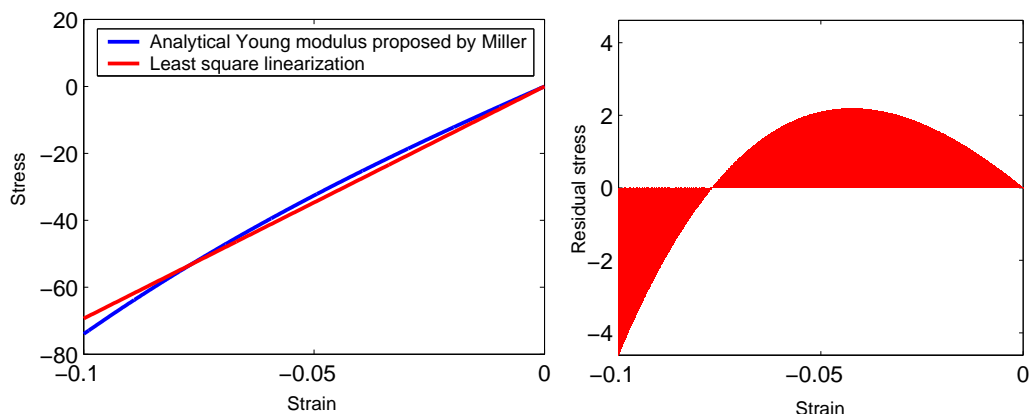 20
0
−20
−40
−60
−80
−0.1
−0.05
0
Stress
Strain
Analytical Young modulus proposed by Miller
Least square linearization
4
2
0
−2
−4
−0.1
−0.05
0
Residual stress
Strain